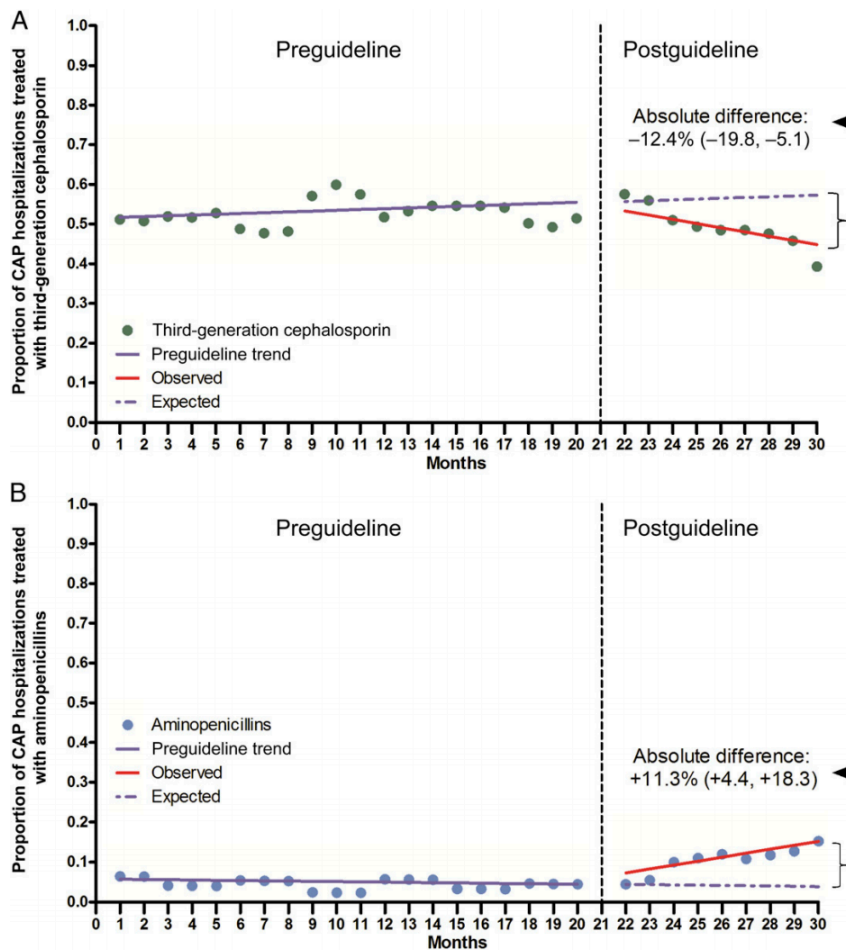 A
Proportion of CAP hospitalizations treated
with third-generation cephalosporin
1.0
0.9
0.8
0.7
0.6
0.5
0.4
0.3
0.2
0.1
0.0
Preguideline
Postguideline
Absolute difference:
–12.4% (–19.8, –5.1)
Third-generation cephalosporin
Preguideline trend
Observed
Expected
0 1 2 3 4 5 6 7 8 9 10 11 12 13 14 15 16 17 18 19 20 21 22 23 24 25 26 27 28 29 30
Months
B
Proportion of CAP hospitalizations treated
with aminopenicillins
1.0
0.9
0.8
0.7
0.6
0.5
0.4
0.3
0.2
0.1
0.0
Preguideline
Postguideline
Aminopenicillins
Preguideline trend
Observed
Expected
Absolute difference:
+11.3% (+4.4, +18.3)
0 1 2 3 4 5 6 7 8 9 10 11 12 13 14 15 16 17 18 19 20 21 22 23 24 25 26 27 28 29 30
Months